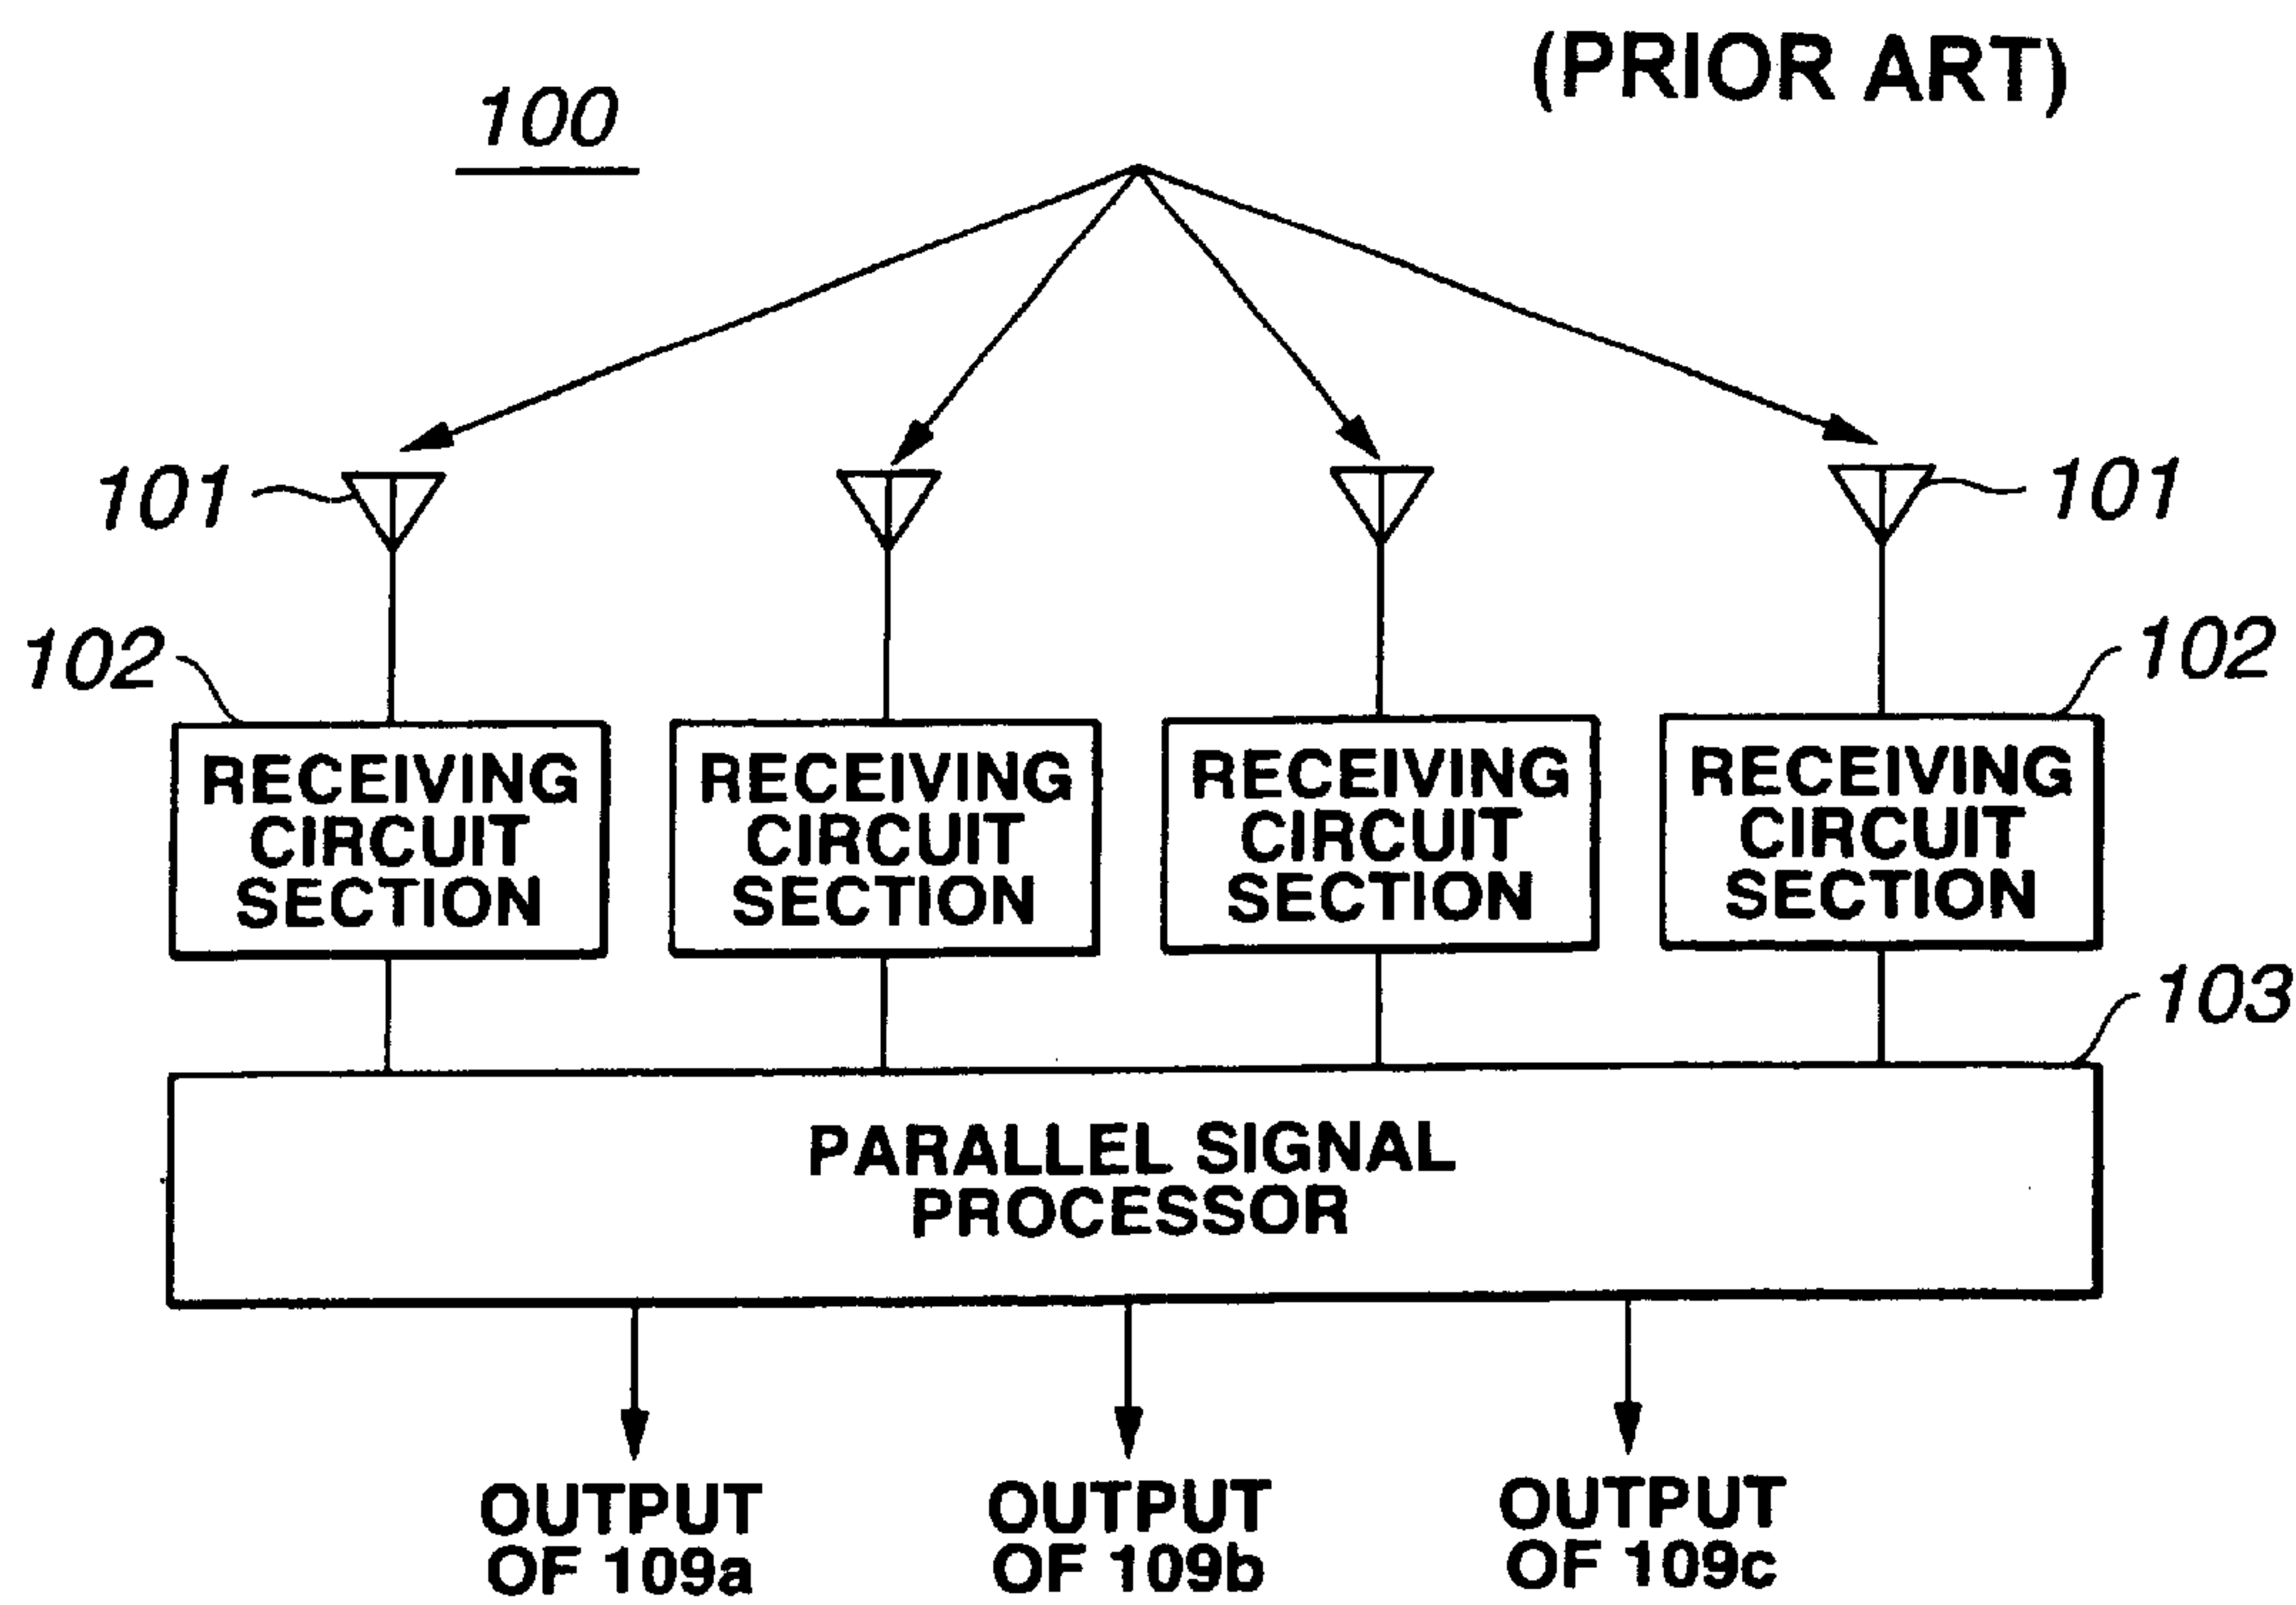 (PRIOR ART)
100
101
101
102
102
RECEIVING
CIRCUIT
SECTION
RECEIVING
CIRCUIT
SECTION
RECEIVING
CIRCUIT
SECTION
RECEIVING
CIRCUIT
SECTION
103
PARALLEL SIGNAL
PROCESSOR
OUTPUT
OF 109a
OUTPUT
OF 109b
OUTPUT
OF 109c